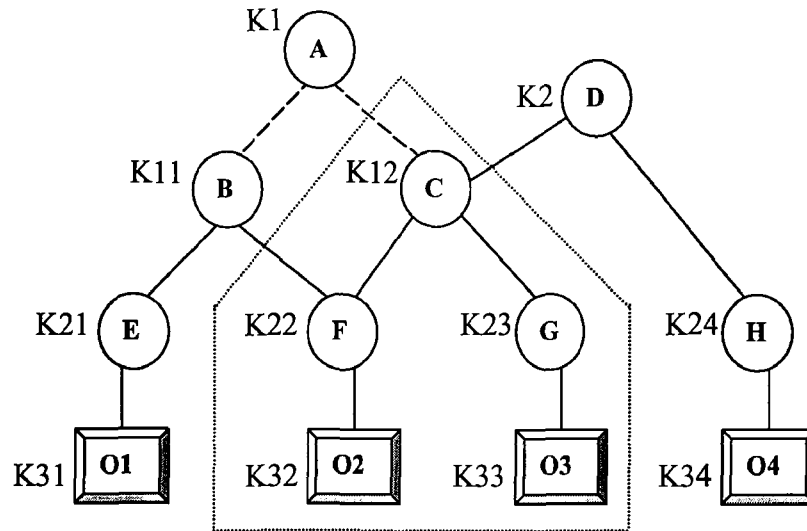 K1 A
K2 D
K11 B
K12 C
K21 E
K22 F
K23 G
K24 H
K31 O1
K32 O2
K33 O3
K34 O4